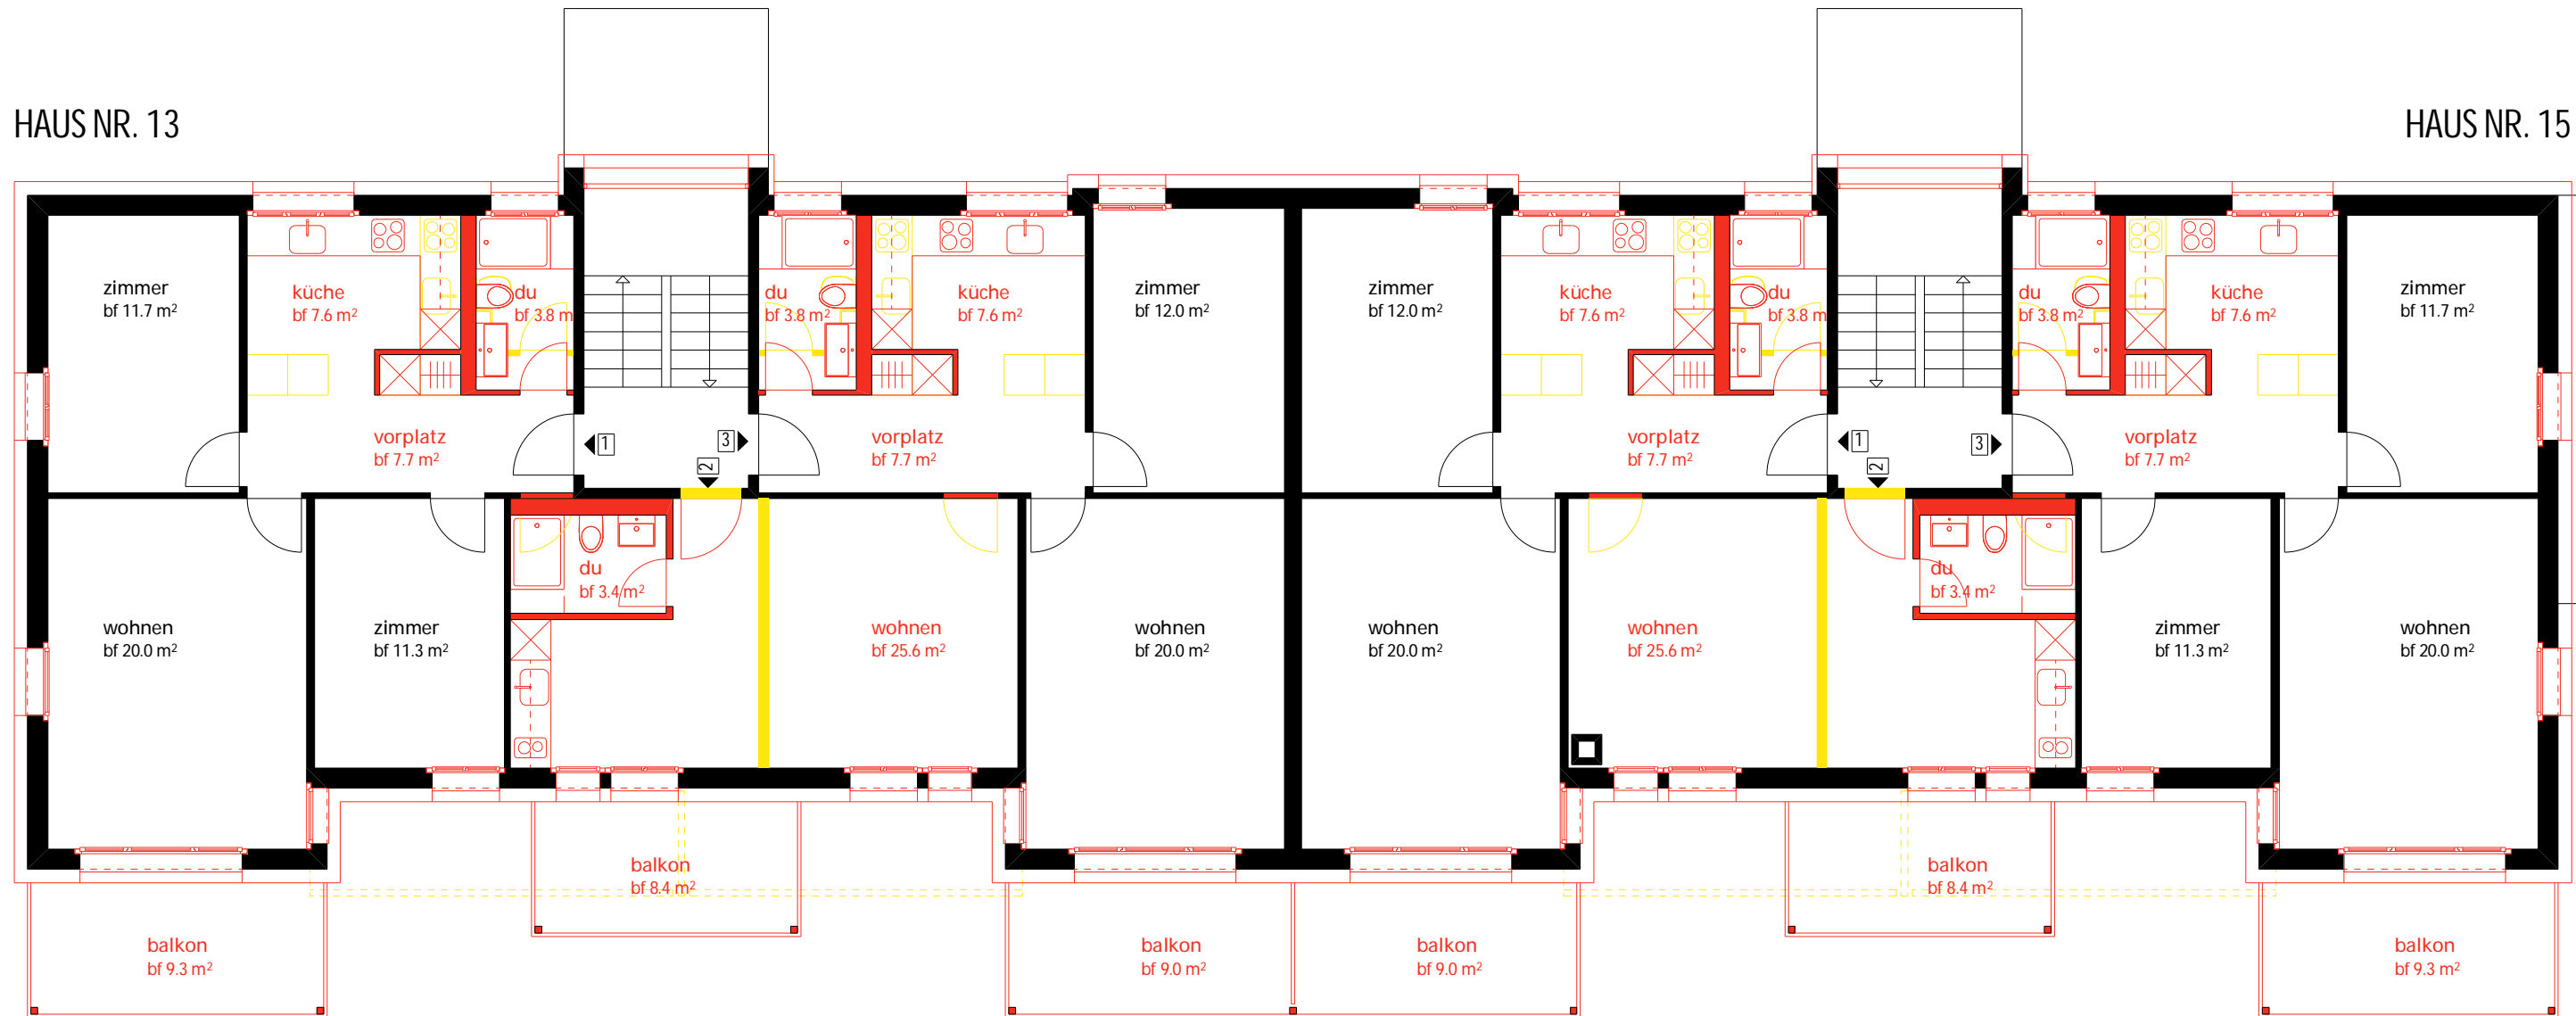 HAUS NR. 13
HAUS NR. 15
zimmer
bf 11.7 m²
küche
bf 7.6 m²
du
bf 3.8 m
du
bf 3.8 m²
küche
bf 7.6 m²
zimmer
bf 12.0 m²
zimmer
bf 12.0 m²
küche
bf 7.6 m²
du
bf 3.8 m
du
bf 3.8 m²
küche
bf 7.6 m²
zimmer
bf 11.7 m²
vorplatz
bf 7.7 m²
1
2
3
vorplatz
bf 7.7 m²
vorplatz
bf 7.7 m²
1
2
3
vorplatz
bf 7.7 m²
du
bf 3.4 m²
du
bf 3.4 m²
wohnen
bf 20.0 m²
zimmer
bf 11.3 m²
wohnen
bf 25.6 m²
wohnen
bf 20.0 m²
wohnen
bf 20.0 m²
wohnen
bf 25.6 m²
zimmer
bf 11.3 m²
wohnen
bf 20.0 m²
balkon
bf 8.4 m²
balkon
bf 8.4 m²
balkon
bf 9.3 m²
balkon
bf 9.0 m²
balkon
bf 9.0 m²
balkon
bf 9.3 m²